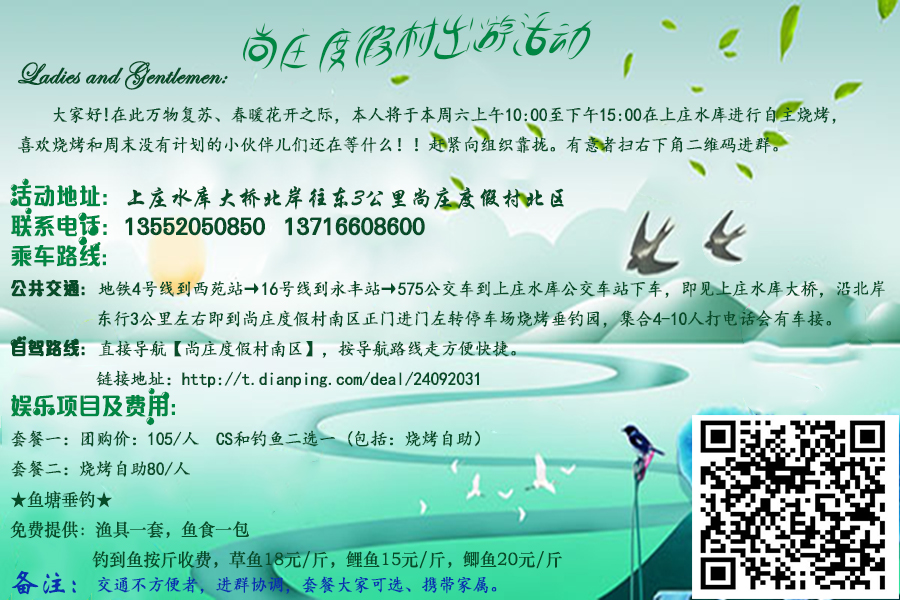 尚庄度假村出游活动
Ladies and Gentlemen:
大家好!在此万物复苏、春暖花开之际，本人将于本周六上午10:00至下午15:00在上庄水库进行自主烧烤，
喜欢烧烤和周末没有计划的小伙伴儿们还在等什么！！赶紧向组织靠拢。有意者扫右下角二维码进群。
活动地址: 上庄水库大桥北岸往东3公里尚庄度假村北区
联系电话: 13552050850 13716608600
乘车路线:
公共交通: 地铁4号线到西苑站→16号线到永丰站→575公交车到上庄水库公交车站下车，即见上庄水库大桥，沿北岸
东行3公里左右即到尚庄度假村南区正门进门左转停车场烧烤垂钓园，集合4-10人打电话会有车接。
自驾路线: 直接导航【尚庄度假村南区】，按导航路线走方便快捷。
链接地址: http://t.dianping.com/deal/24092031
娱乐项目及费用:
套餐一: 团购价: 105/人 CS和钓鱼二选一 (包括: 烧烤自助)
套餐二: 烧烤自助80/人
★鱼塘垂钓★
免费提供: 渔具一套，鱼食一包
钓到鱼按斤收费，草鱼18元/斤，鲤鱼15元/斤，鲫鱼20元/斤
备注: 交通不方便者，进群协调，套餐大家可选、携带家属。